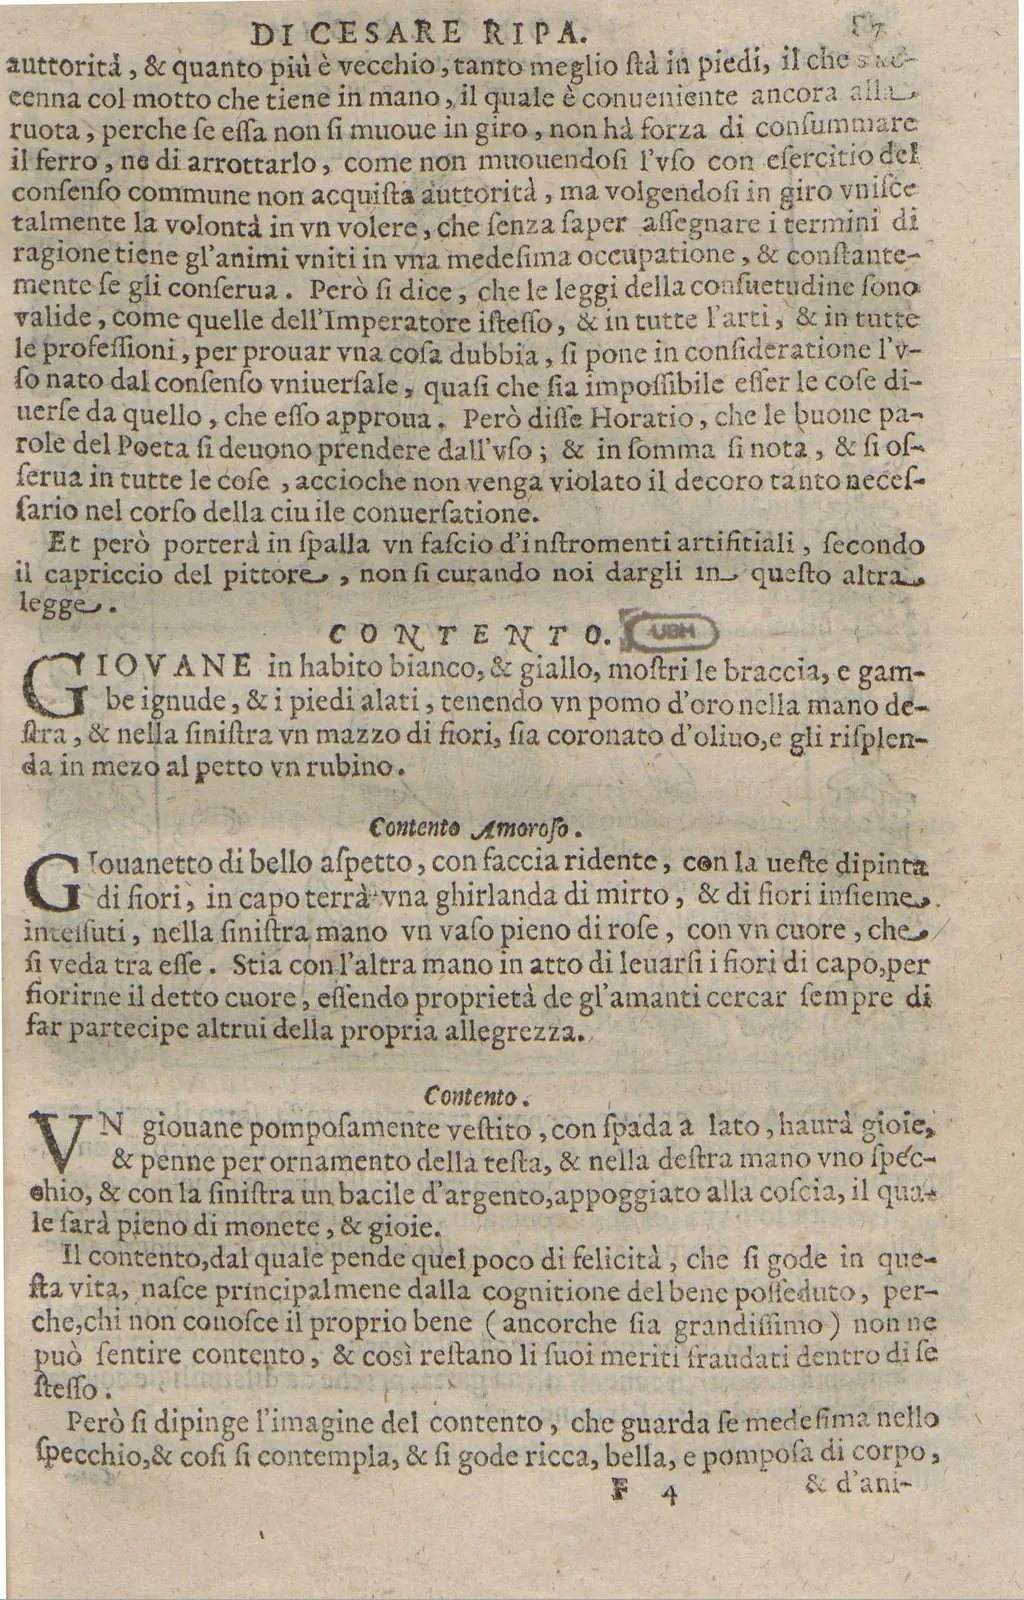 DI CESARE RIPA. 87
auttorità, & quanto più è vecchio, tanto meglio ſtà in piedi, il che
cenna col motto che tiene in mano, il quale è conueniente ancora alla
ruota, perche ſe eſſa non ſi muoue in giro, non hà forza di conſummare
il ferro, ne di arrottarlo, come non muouendoſi l'vſo con eſercitio del
conſenſo commune non acquiſta auttorità, ma volgendoſi in giro vniſce
talmente la volontà in vn volere, che ſenza ſaper aſſegnare i termini di
ragione tiene gl'animi vniti in vna medeſima occupatione, & conſtante-
mente ſe gli conſerua. Però ſi dice, che le leggi della conſuetudine ſono
valide, come quelle dell'Imperatore iſteſſo, & in tutte l'arti, & in tutte
le profeſſioni, per prouar vna coſa dubbia, ſi pone in conſideratione l'v-
ſo nato dal conſenſo vniuerſale, quaſi che ſia impoſſibile eſſer le coſe di-
uerſe da quello, che eſſo approua. Però diſſe Horatio, che le buone pa-
role del Poeta ſi deuono prendere dall'vſo; & in ſomma ſi nota, & ſi oſ-
ſerua in tutte le coſe, accioche non venga violato il decoro tanto neceſ-
ſario nel corſo della ciuile conuerſatione.
Et però porterà in ſpalla vn faſcio d'inſtromenti artifitiali, ſecondo
il capriccio del pittore, non ſi curando noi dargli in queſto altra
legge.
CONTENTO. UBM
GIOVANE in habito bianco, & giallo, moſtri le braccia, e gam-
be ignude, & i piedi alati, tenendo vn pomo d'oro nella mano de-
ſtra, & nella ſiniſtra vn mazzo di fiori, ſia coronato d'oliuo, e gli riſplen-
da in mezo al petto vn rubino.
Contento Amoroſo.
GIouanetto di bello aſpetto, con faccia ridente, con la ueſte dipinta
di fiori, in capo terrà vna ghirlanda di mirto, & di fiori inſieme
inteſſuti, nella ſiniſtra mano vn vaſo pieno di roſe, con vn cuore, che
ſi veda tra eſſe. Stia con l'altra mano in atto di leuarſi i fiori di capo, per
fiorirne il detto cuore, eſſendo proprietà de gl'amanti cercar ſempre di
far partecipe altrui della propria allegrezza.
Contento.
VN giouane pompoſamente veſtito, con ſpada a lato, haurà gioie,
& penne per ornamento della teſta, & nella deſtra mano vno ſpec-
chio, & con la ſiniſtra un bacile d'argento, appoggiato alla coſcia, il qua-
le ſarà pieno di monete, & gioie.
Il contento, dal quale pende quel poco di felicità, che ſi gode in que-
ſta vita, naſce principalmene dalla cognitione del bene poſſeduto, per-
che, chi non conoſce il proprio bene (ancorche ſia grandiſſimo) non ne
può ſentire contento, & così reſtano li ſuoi meriti fraudati dentro di ſe
ſteſſo.
Però ſi dipinge l'imagine del contento, che guarda ſe medeſima nello
ſpecchio, & coſi ſi contempla, & ſi gode ricca, bella, e pompoſa di corpo,
F 4 & d'ani-